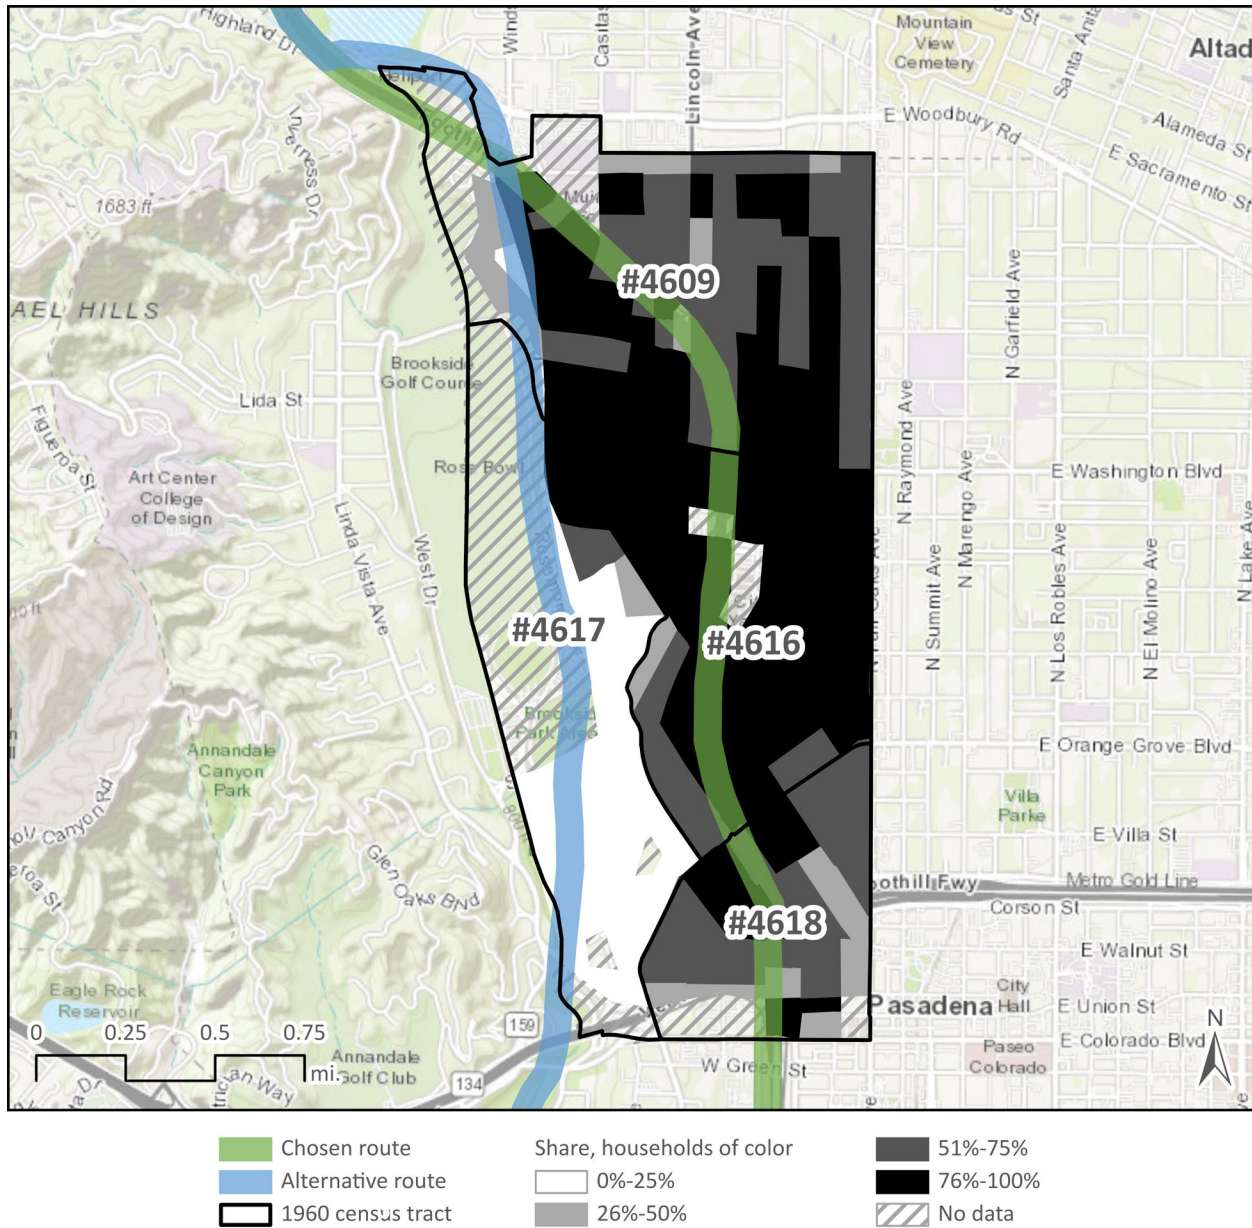 Highland Dr
Casitas
Lincoln-Ave
Mountain
View
Cemetery
Santa Anita
Altad
E Woodbury Rd
Alameda St
E Sacramento St
Inverness Dr
1683 ft
#4609
AEL HILLS
Brookside
Golf Course
Lida St
N Garfield Ave
N Raymond Ave
Figueroa St
Art Center
College
of Design
Ross Bowl
E Washington Blvd
Linda Vista Ave
West Dr
N Marengo Ave
N Summit Ave
N Los Robles Ave
N El Molino Ave
N Lake Ave
#4617
#4616
Annandale
Canyon
Park
E Orange Grove Blvd
Villa
Parke
E Villa St
Glen Oaks Blvd
oothill Fwy
Metro Gold Line
Corson St
#4618
E Walnut St
Eagle Rock
Reservoir
Pasadena
City
Hall
E Union St
E Colorado Blvd
159
134
W Green St
Paseo
Colorado
Annandale
Golf Club
0 0.25 0.5 0.75
mi.
N
Chosen route
Alternative route
1960 census tract
Share, households of color
0%-25%
26%-50%
51%-75%
76%-100%
No data